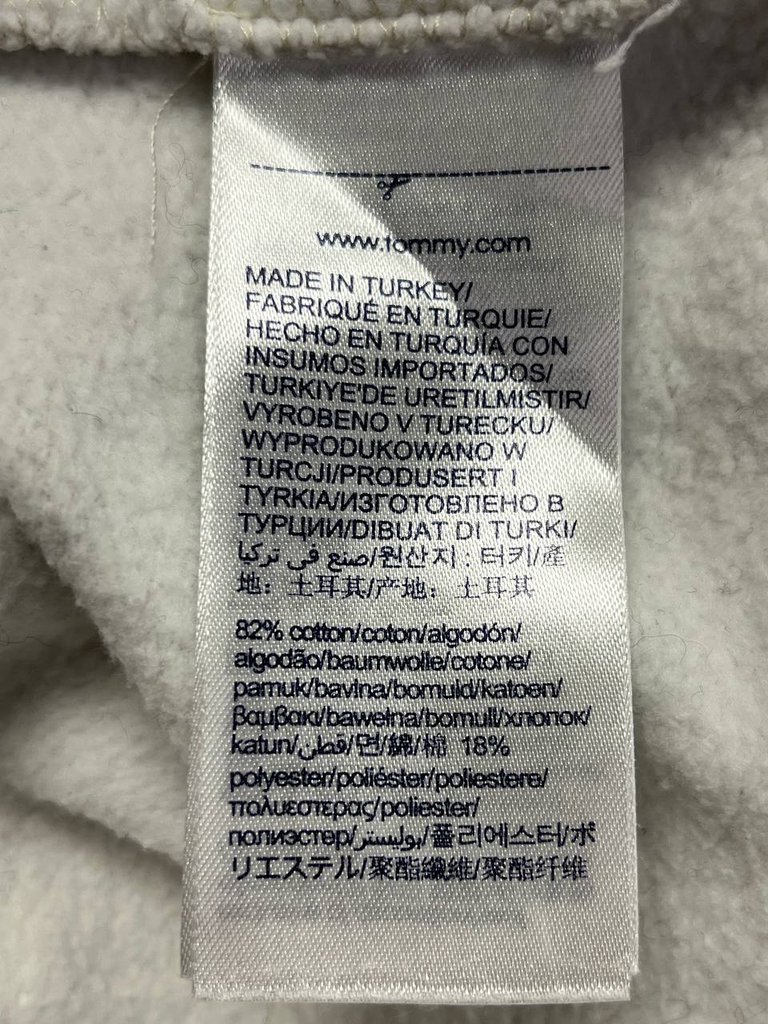 www.tommy.com
MADE IN TURKEY/
FABRIQUÉ EN TURQUIE/
HECHO EN TURQUÍA CON
INSUMOS IMPORTADOS/
TURKIYE'DE URETILMISTIR/
VYROBENO V TURECKU/
WYPRODUKOWANO W
TURCJI/PRODUSERT I
TYRKIA/ИЗГОТОВЛЕНО В
ТУРЦИИ/DIBUAT DI TURKI/
صنع في تركيا/원산지 : 터키/產
地：土耳其/产地：土耳其
82% cotton/coton/algodón/
algodão/baumwolle/cotone/
pamuk/bavlna/bomuld/katoen/
βαμβακι/bawełna/bomull/хлопок/
katun/قطن/면/綿/棉 18%
polyester/poliéster/poliestere/
πολυεστερας/poliester/
полиэстер/بوليستر/폴리에스터/ポ
リエステル/聚酯纖維/聚酯纤维